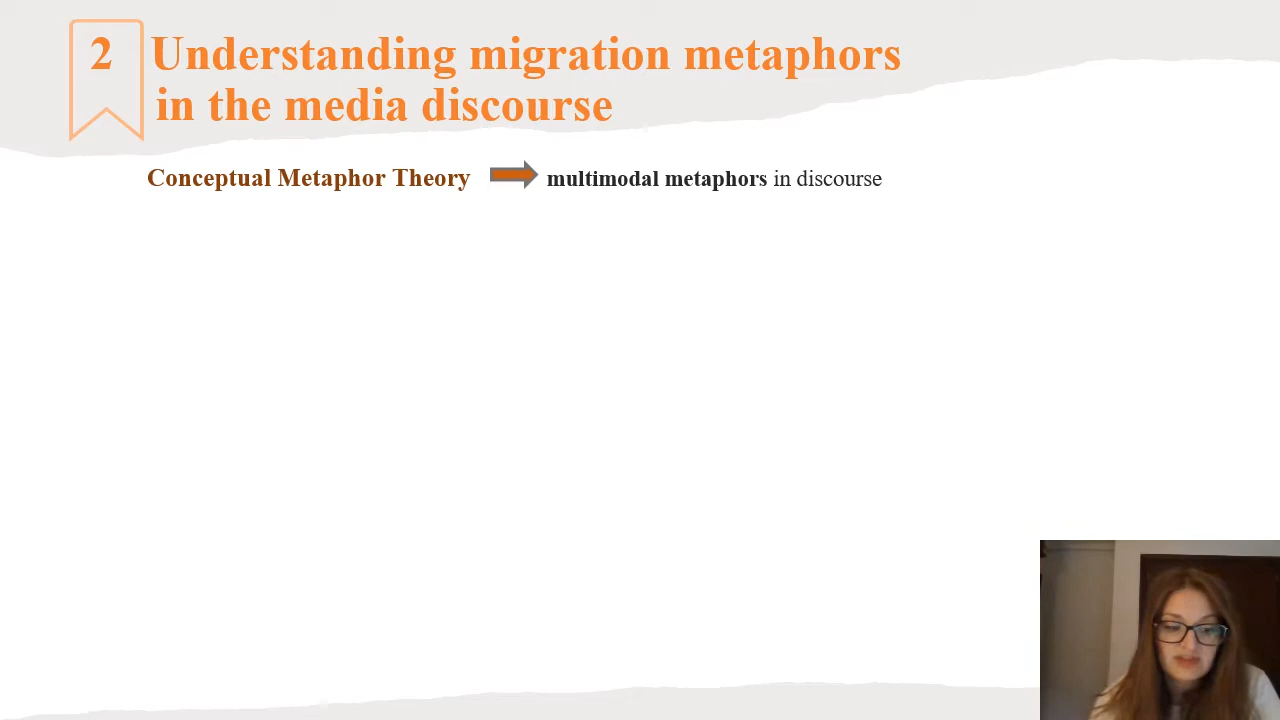 2 Understanding migration metaphors
in the media discourse
Conceptual Metaphor Theory multimodal metaphors in discourse